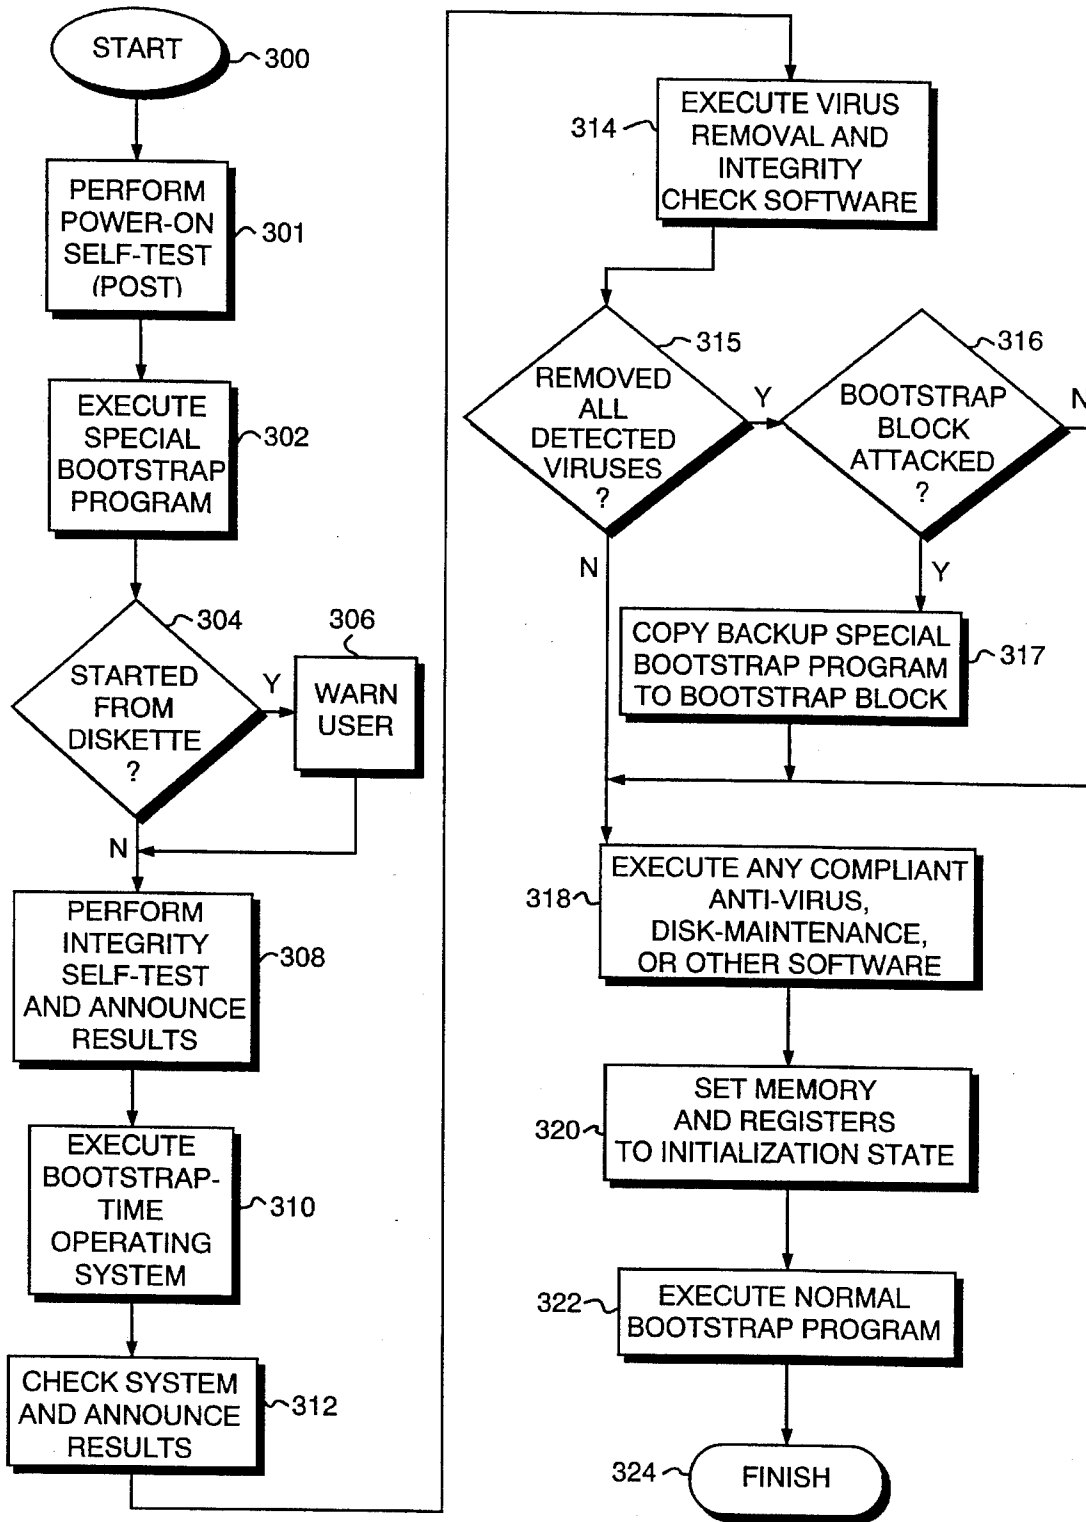 START
300
PERFORM
POWER-ON
SELF-TEST
(POST)
301
EXECUTE
SPECIAL
BOOTSTRAP
PROGRAM
302
304
STARTED
FROM
DISKETTE
?
Y
N
306
WARN
USER
PERFORM
INTEGRITY
SELF-TEST
AND ANNOUNCE
RESULTS
308
EXECUTE
BOOTSTRAP-
TIME
OPERATING
SYSTEM
310
CHECK SYSTEM
AND ANNOUNCE
RESULTS
312
314
EXECUTE VIRUS
REMOVAL AND
INTEGRITY
CHECK SOFTWARE
315
REMOVED
ALL
DETECTED
VIRUSES
?
Y
N
316
BOOTSTRAP
BLOCK
ATTACKED
?
N
Y
COPY BACKUP SPECIAL
BOOTSTRAP PROGRAM
TO BOOTSTRAP BLOCK
317
318
EXECUTE ANY COMPLIANT
ANTI-VIRUS,
DISK-MAINTENANCE,
OR OTHER SOFTWARE
320
SET MEMORY
AND REGISTERS
TO INITIALIZATION STATE
322
EXECUTE NORMAL
BOOTSTRAP PROGRAM
324
FINISH